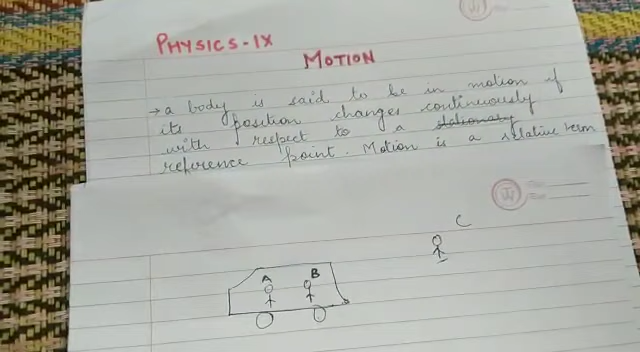 PHYSICS-IX
MOTION
→ a body is said to be in motion if
its position changes continuously
with respect to a stationary
reference point. Motion is a relative term
C
A B